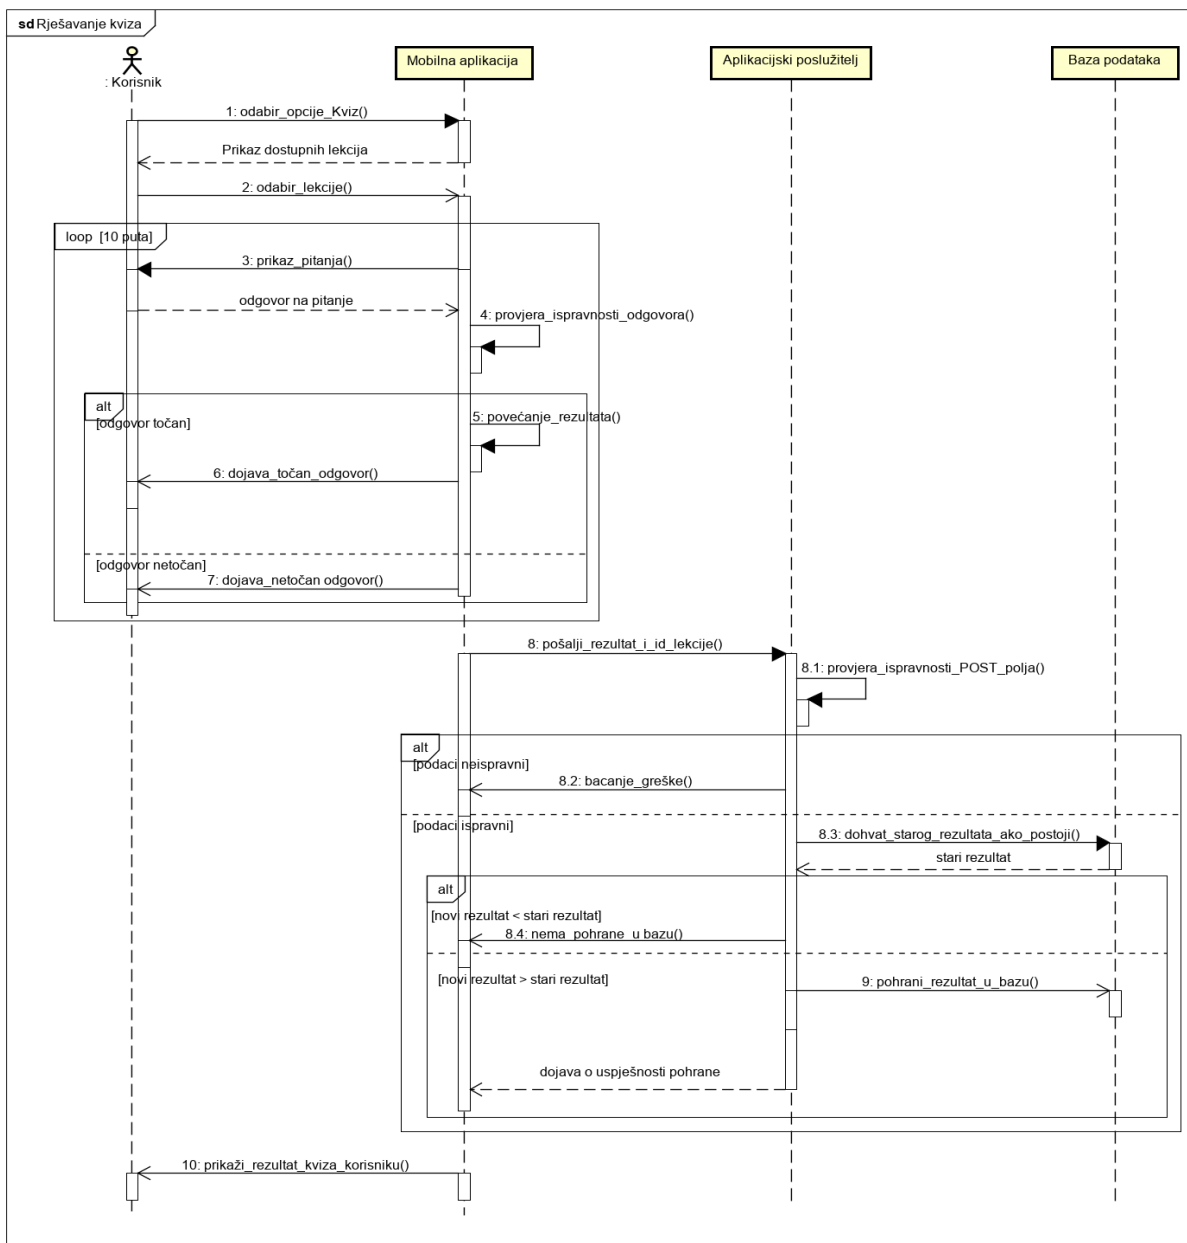 sd Rješavanje kviza
: Korisnik
Mobilna aplikacija
Aplikacijski poslužitelj
Baza podataka
1: odabir_opcije_Kviz()
Prikaz dostupnih lekcija
2: odabir_lekcije()
loop [10 puta]
3: prikaz_pitanja()
odgovor na pitanje
4: provjera_ispravnosti_odgovora()
alt
[odgovor točan]
5: povećanje_rezultata()
6: dojava_točan_odgovor()
[odgovor netočan]
7: dojava_netočan odgovor()
8: pošalji_rezultat_i_id_lekcije()
8.1: provjera_ispravnosti_POST_polja()
alt
[podaci neispravni]
8.2: bacanje_greške()
[podaci ispravni]
8.3: dohvat_starog_rezultata_ako_postoji()
stari rezultat
alt
[novi rezultat < stari rezultat]
8.4: nema_pohrane_u bazu()
[novi rezultat > stari rezultat]
9: pohrani_rezultat_u_bazu()
dojava o uspješnosti pohrane
10: prikaži_rezultat_kviza_korisniku()